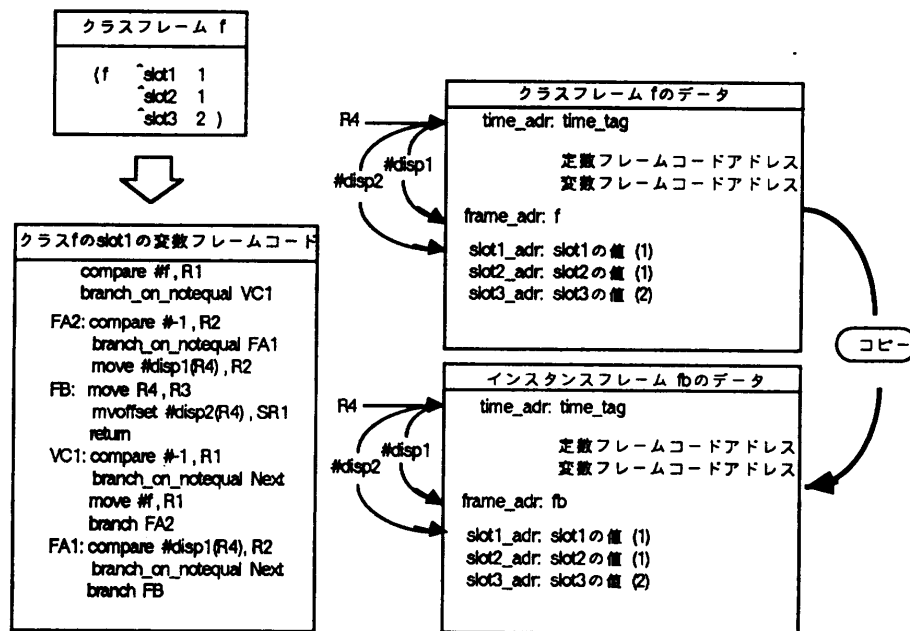 クラスフレーム f
(f ^slot1 1
^slot2 1
^slot3 2 )
クラスfのslot1の変数フレームコード
compare #f, R1
branch_on_notequal VC1
FA2: compare #-1, R2
branch_on_notequal FA1
move #disp1(R4), R2
FB: move R4, R3
mvoffset #disp2(R4), SR1
return
VC1: compare #-1, R1
branch_on_notequal Next
move #f, R1
branch FA2
FA1: compare #disp1(R4), R2
branch_on_notequal Next
branch FB
クラスフレーム fのデータ
R4
time_adr: time_tag
#disp1
#disp2
定数フレームコードアドレス
変数フレームコードアドレス
frame_adr: f
slot1_adr: slot1の値 (1)
slot2_adr: slot2の値 (1)
slot3_adr: slot3の値 (2)
コピー
インスタンスフレーム fbのデータ
R4
time_adr: time_tag
#disp1
#disp2
定数フレームコードアドレス
変数フレームコードアドレス
frame_adr: fb
slot1_adr: slot1の値 (1)
slot2_adr: slot2の値 (1)
slot3_adr: slot3の値 (2)